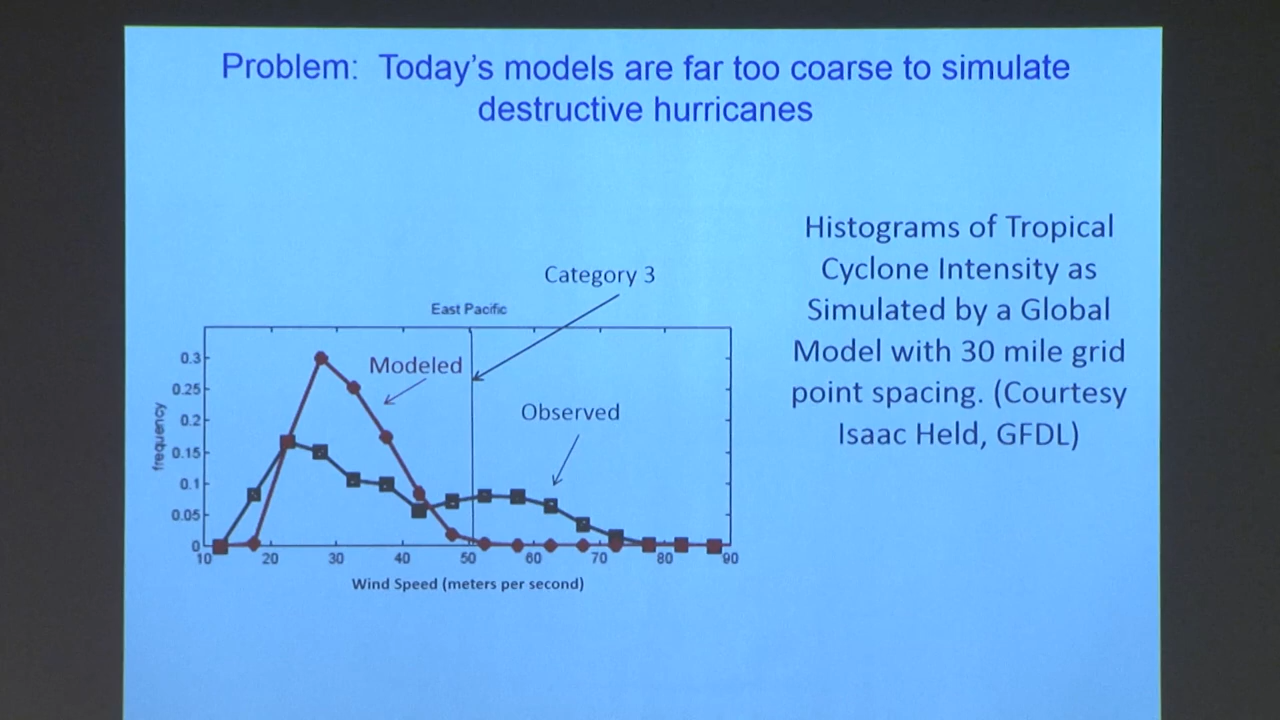 Problem: Today's models are far too coarse to simulate
destructive hurricanes
Histograms of Tropical
Cyclone Intensity as
Simulated by a Global
Model with 30 mile grid
point spacing. (Courtesy
Isaac Held, GFDL)
Category 3
East Pacific
Modeled
Observed
frequency
0.3
0.25
0.2
0.15
0.1
0.05
0
10 20 30 40 50 60 70 80 90
Wind Speed (meters per second)